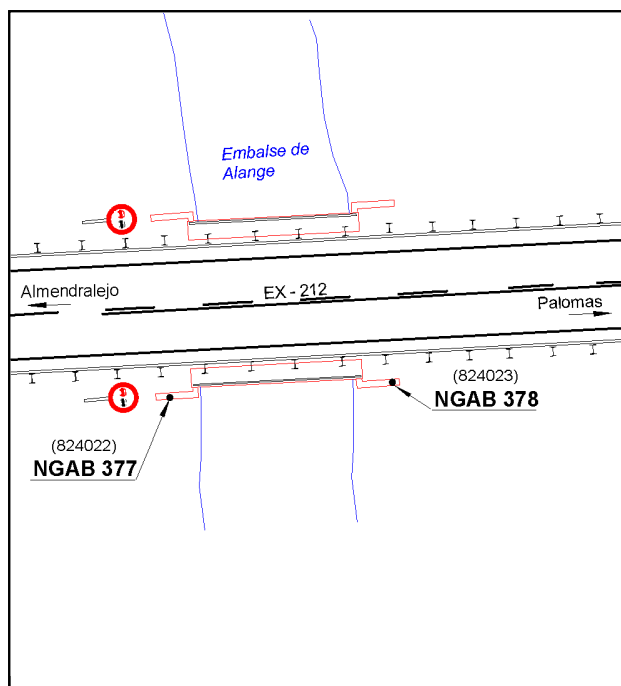 Embalse de
Alange
Almendralejo
EX - 212
Palomas
(824023)
NGAB 378
(824022)
NGAB 377